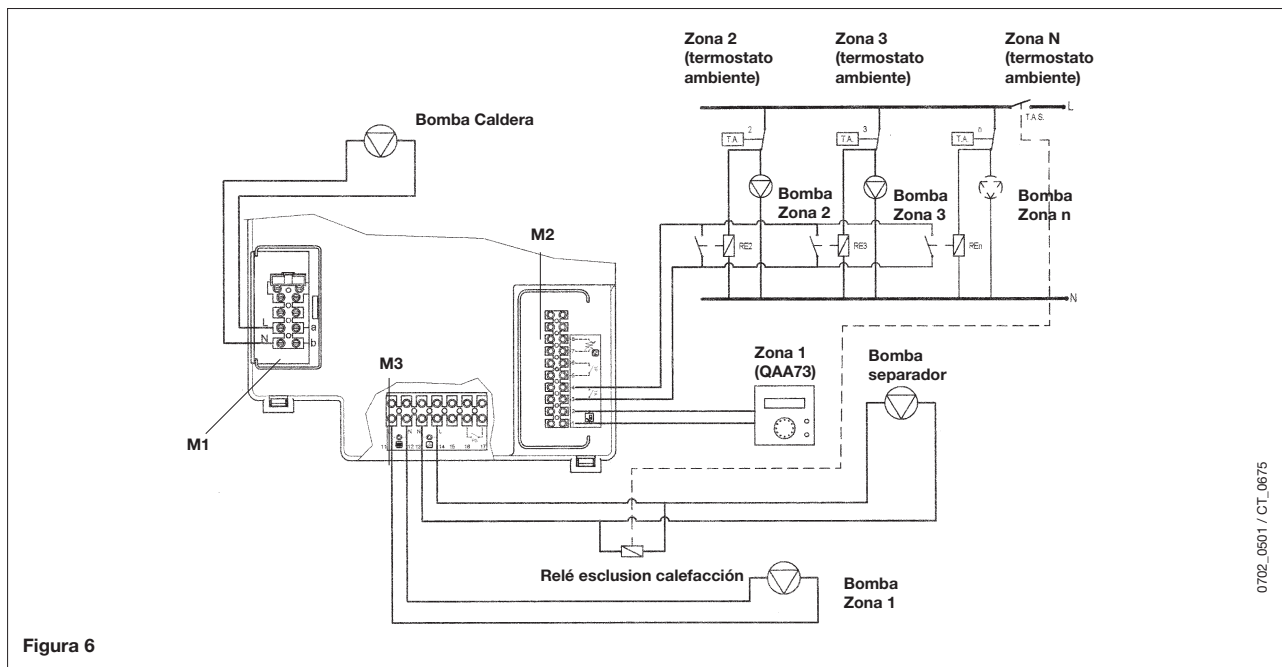 Zona 2
(termostato
ambiente)
Zona 3
(termostato
ambiente)
Zona N
(termostato
ambiente)
L
T.A.S.
T.A.
2
T.A.
3
T.A.
n
Bomba Caldera
Bomba
Zona 2
Bomba
Zona 3
Bomba
Zona n
M2
RE2
RE3
REn
N
L
a
N
b
M1
M3
Zona 1
(QAA73)
Bomba
separador
N
N
L
11
12
13
14
15
16
17
Relé esclusion calefacción
Bomba
Zona 1
0702_0501 / CT_0675
Figura 6